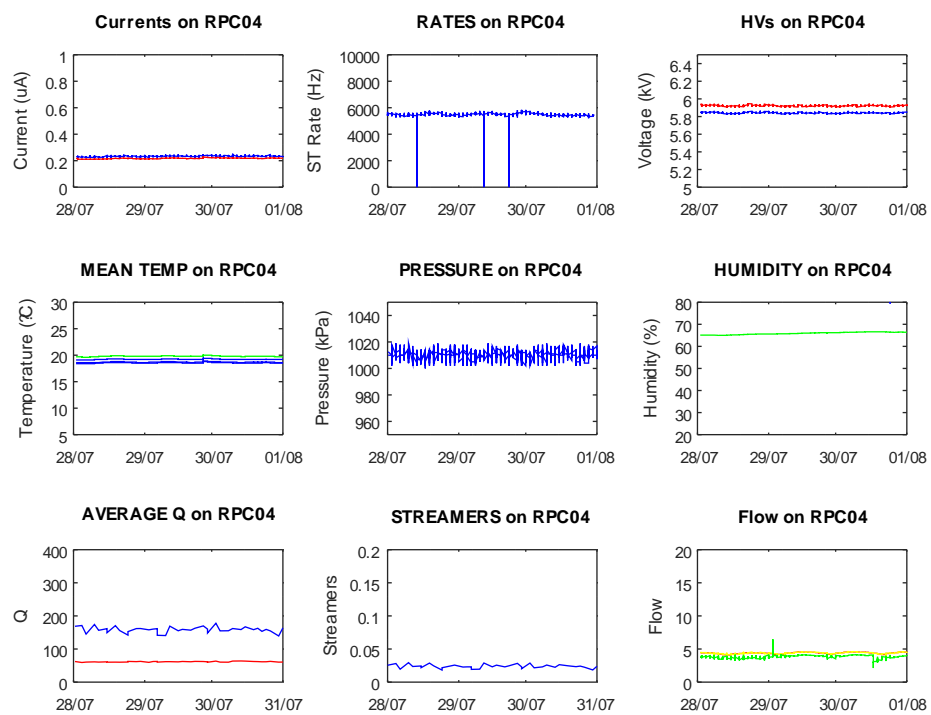 Currents on RPC04
RATES on RPC04
HVs on RPC04
Current (uA)
1
0.8
0.6
0.4
0.2
0
28/07 29/07 30/07 01/08
ST Rate (Hz)
10000
8000
6000
4000
2000
0
28/07 29/07 30/07 01/08
Voltage (kV)
6.4
6.2
6
5.8
5.6
5.4
5.2
5
28/07 29/07 30/07 01/08
MEAN TEMP on RPC04
PRESSURE on RPC04
HUMIDITY on RPC04
Temperature (?C)
30
25
20
15
10
5
28/07 29/07 30/07 01/08
Pressure (kPa)
1040
1020
1000
980
960
28/07 29/07 30/07 01/08
Humidity (%)
80
70
60
50
40
30
20
28/07 29/07 30/07 01/08
AVERAGE Q on RPC04
STREAMERS on RPC04
Flow on RPC04
Q
400
300
200
100
0
28/07 29/07 30/07 31/07
Streamers
0.2
0.15
0.1
0.05
0
28/07 29/07 30/07 31/07
Flow
20
15
10
5
0
28/07 29/07 30/07 01/08